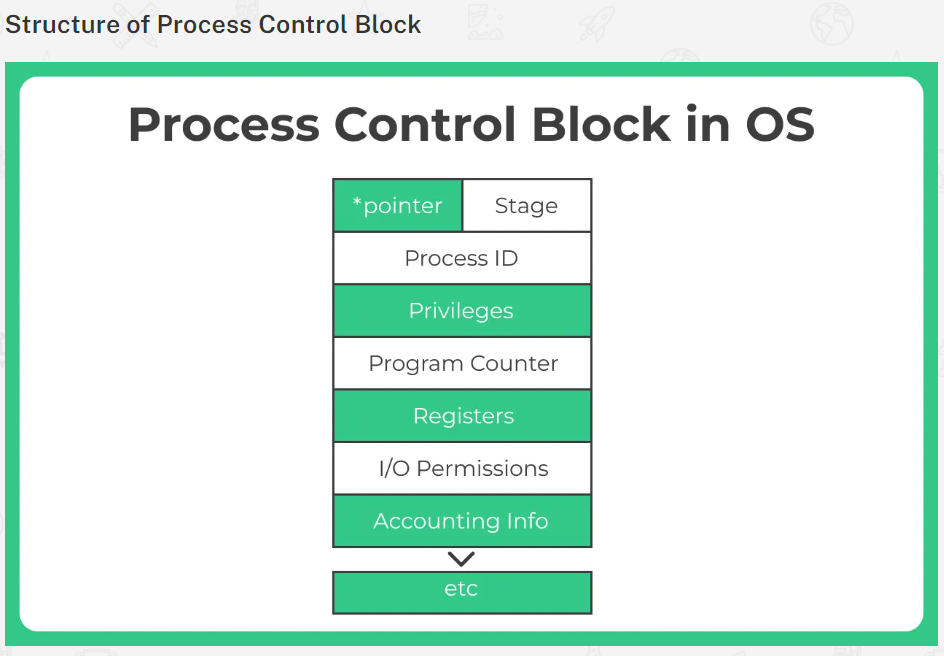 Structure of Process Control Block
Process Control Block in OS
*pointer Stage
Process ID
Privileges
Program Counter
Registers
I/O Permissions
Accounting Info
etc